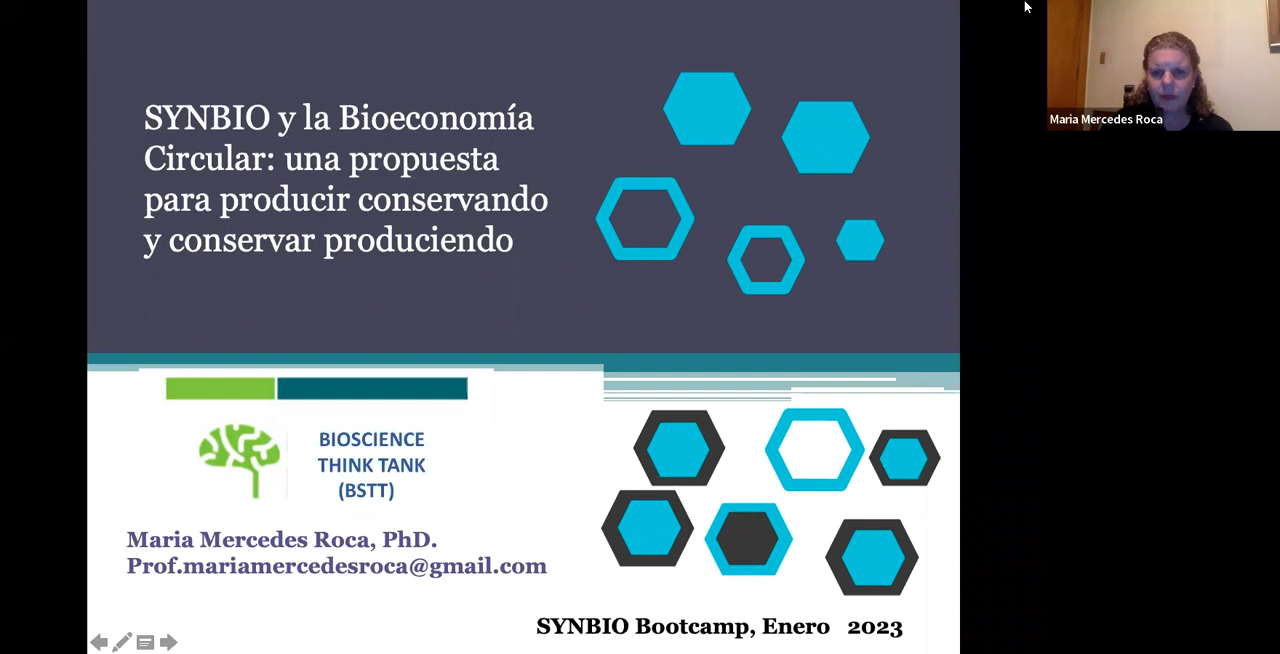 SYNBIO y la Bioeconomía
Circular: una propuesta
para producir conservando
y conservar produciendo
Maria Mercedes Roca
BIOSCIENCE
THINK TANK
(BSTT)
Maria Mercedes Roca, PhD.
Prof.mariamercedesroca@gmail.com
SYNBIO Bootcamp, Enero 2023